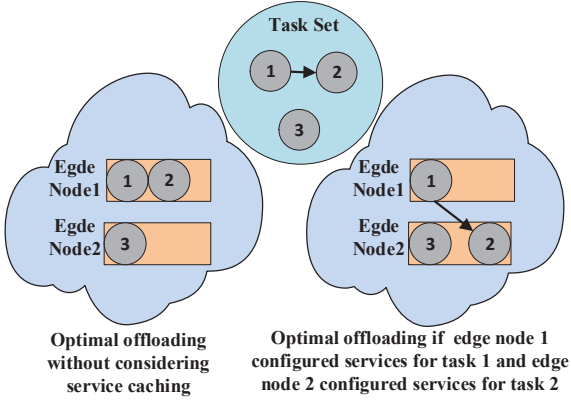 Task Set
1
2
3
Egde
Node1
1
2
Egde
Node2
3
Egde
Node1
1
Egde
Node2
3
2
Optimal offloading
without considering
service caching
Optimal offloading if edge node 1
configured services for task 1 and edge
node 2 configured services for task 2